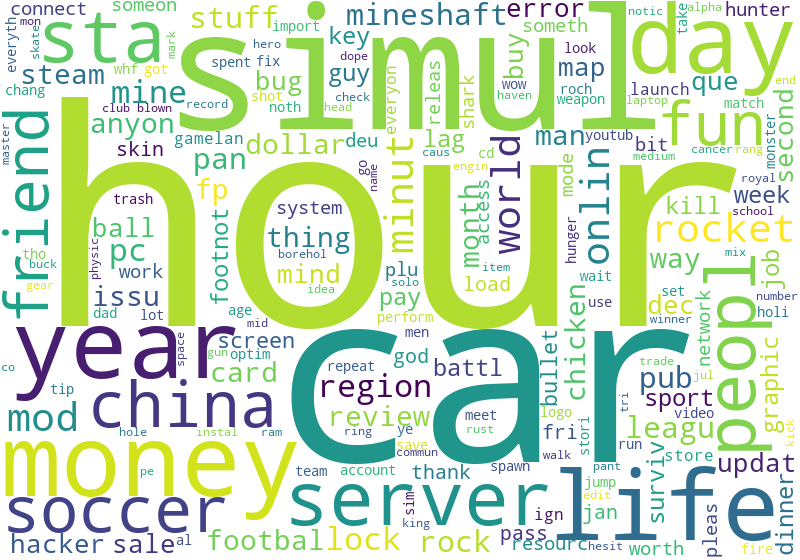 connect
someon
stuff
mineshaft
error
import
notic
alpha
take
hunter
everyth
mon
skate
sta
simul
day
steam
hero
mark
spent
fix
dope
guy
key
bug
whf
got
someth
look
buy
map
wow
roch
que
chang
mine
shot
check
noth
everyon
releas
shark
haven
weapon
launch
laptop
end
club
blown
record
head
youtub
match
fun
second
anyon
gamelan
dollar
deu
lag
man
bit
master
friend
skin
pan
caus
cd
go
name
engin
medium
cancer
rang
monster
trash
fp
hour
minut
month
access
world
mode
onlin
kill
week
royal
school
ball
system
thing
borehol
hunger
rocket
tho
pc
physic
footnot
mind
plu
solo
item
wait
way
mix
buck
work
issu
idea
load
use
set
job
number
gear
dad
lot
age
pay
perform
dec
network
holi
winner
year
mid
men
car
peopl
space
screen
god
battl
bullet
chicken
trade
graphic
co
gun
optim
repeat
jul
china
card
region
meet
pub
sport
video
tip
review
logo
stori
tri
kick
mod
hole
instal
ram
ring
ye
save
rust
fri
run
leagu
store
money
pe
account
commun
walk
pant
updat
team
thank
spawn
jump
surviv
soccer
server
edit
life
dinner
sim
king
ign
jan
hacker
sale
al
footbal
lock
rock
pass
resourc
hesit
worth
pleas
fire